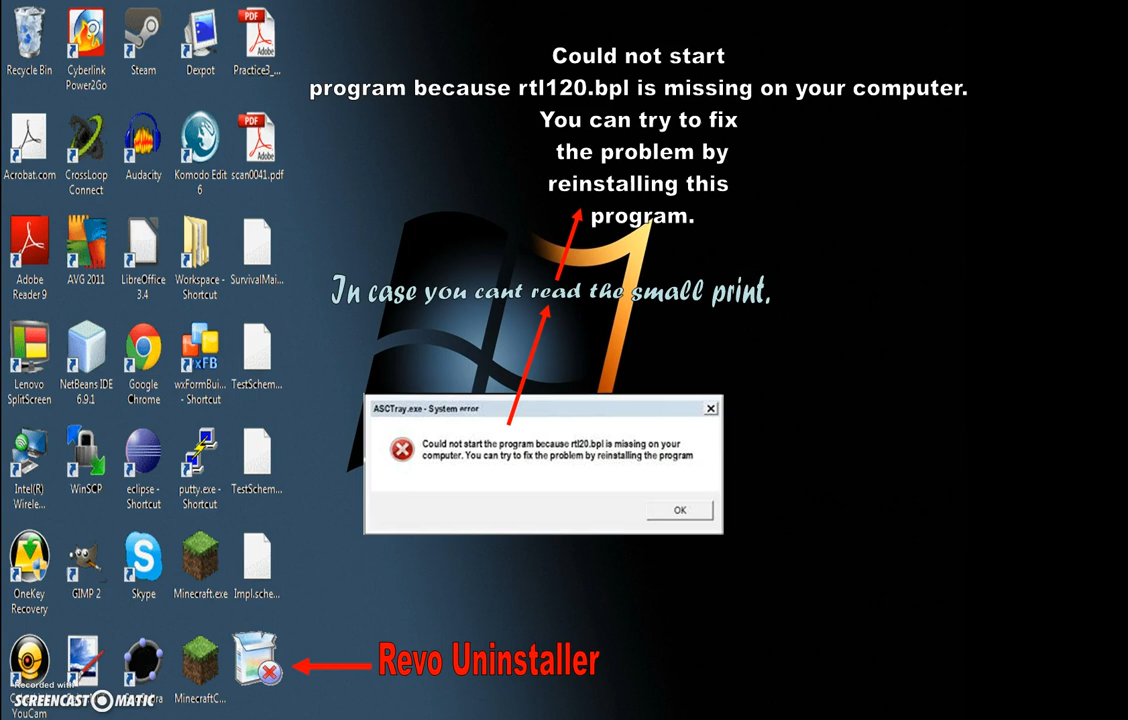 Recycle Bin
Cyberlink
Power2Go
Steam
Dexpot
Practice3_...
Acrobat.com
CrossLoop
Connect
Audacity
Komodo Edit
6
scan0041.pdf
Adobe
Reader 9
AVG 2011
LibreOffice
3.4
Workspace -
Shortcut
SurvivalMai...
Lenovo
SplitScreen
NetBeans IDE
6.9.1
Google
Chrome
wxFormBui...
- Shortcut
TestSchem...
Intel(R)
Wirele...
WinSCP
eclipse -
Shortcut
putty.exe -
Shortcut
TestSchem...
OneKey
Recovery
GIMP 2
Skype
Minecraft.exe
Impl.sche...
YouCam
MinecraftC...
PDF
Adobe
PDF
Adobe
xFB
Could not start
program because rtl120.bpl is missing on your computer.
You can try to fix
the problem by
reinstalling this
program.
In case you cant read the small print.
ASCTray.exe - System error
Could not start the program because rtl20.bpl is missing on your
computer. You can try to fix the problem by reinstalling the program
OK
Revo Uninstaller
Recorded with
SCREENCAST MATIC